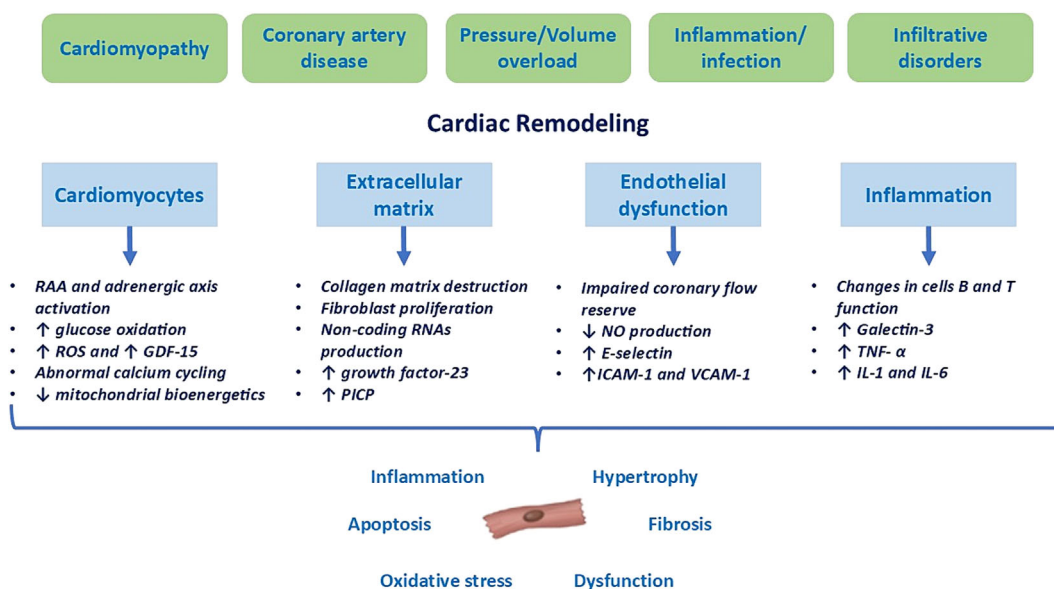 Cardiomyopathy
Coronary artery
disease
Pressure/Volume
overload
Inflammation/
infection
Infiltrative
disorders
Cardiac Remodeling
Cardiomyocytes
• RAA and adrenergic axis
activation
• ↑ glucose oxidation
• ↑ ROS and ↑ GDF-15
• Abnormal calcium cycling
• ↓ mitochondrial bioenergetics
Extracellular
matrix
• Collagen matrix destruction
• Fibroblast proliferation
• Non-coding RNAs
production
• ↑ growth factor-23
• ↑ PICP
Endothelial
dysfunction
• Impaired coronary flow
reserve
• ↓ NO production
• ↑ E-selectin
• ↑ICAM-1 and VCAM-1
Inflammation
• Changes in cells B and T
function
• ↑ Galectin-3
• ↑ TNF- α
• ↑ IL-1 and IL-6
Inflammation
Hypertrophy
Apoptosis
Fibrosis
Oxidative stress
Dysfunction